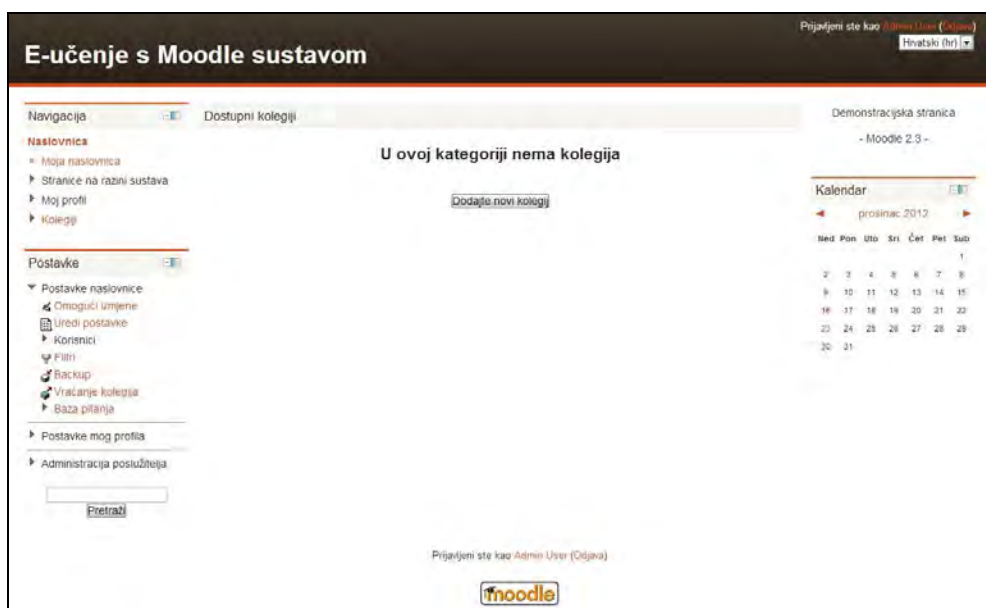 Prijavljeni ste kao Admin User (Odjava)
Hrvatski (hr)
E-učenje s Moodle sustavom
Navigacija
Naslovnica
Moja naslovnica
Stranice na razini sustava
Moj profil
Kolegiji
Postavke
Postavke naslovnice
Omogući izmjene
Uredi postavke
Korisnici
Filtri
Backup
Vraćanje kolegija
Baza pitanja
Postavke mog profila
Administracija poslužitelja
Pretraži
Dostupni kolegiji
U ovoj kategoriji nema kolegija
Dodajte novi kolegij
Demonstracijska stranica
- Moodle 2.3 -
Kalendar
prosinac 2012
Ned Pon Uto Sri Čet Pet Sub
1
2 3 4 5 6 7 8
9 10 11 12 13 14 15
16 17 18 19 20 21 22
23 24 25 26 27 28 29
30 31
Prijavljeni ste kao Admin User (Odjava)
moodle